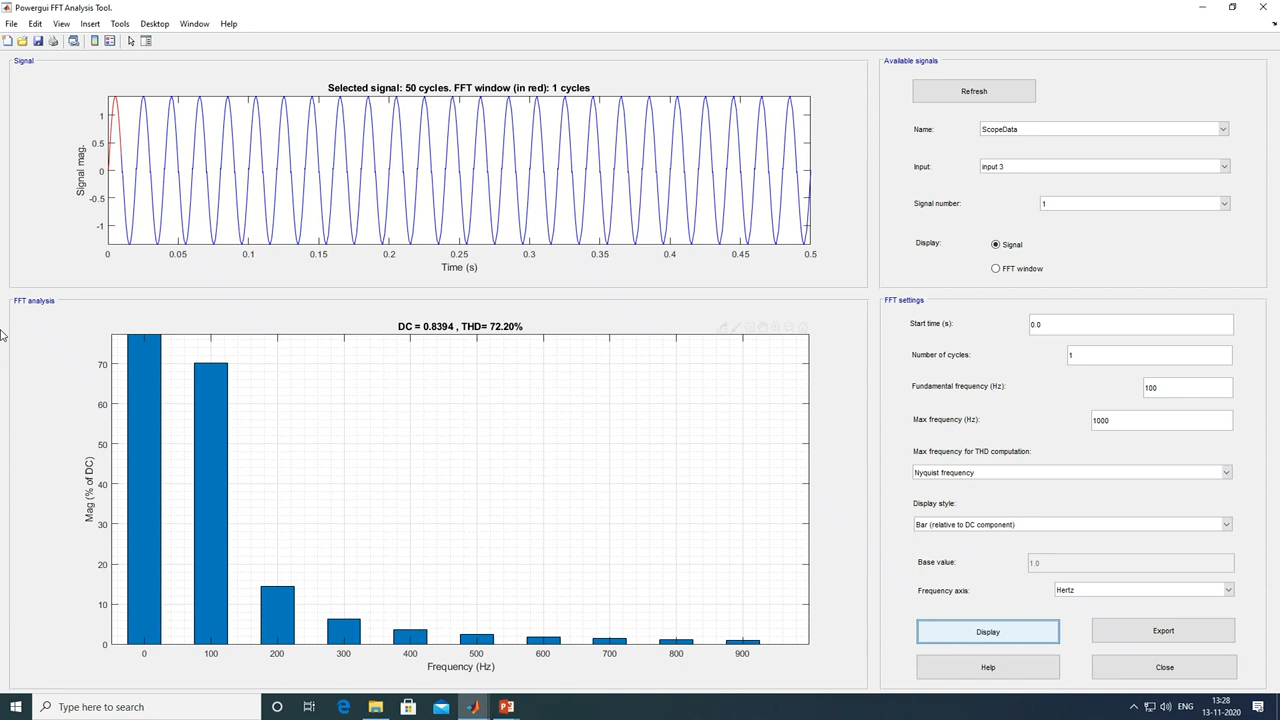 Powergui FFT Analysis Tool.
File Edit View Insert Tools Desktop Window Help
Signal
Selected signal: 50 cycles. FFT window (in red): 1 cycles
1
0.5
0
-0.5
-1
Signal mag.
0 0.05 0.1 0.15 0.2 0.25 0.3 0.35 0.4 0.45 0.5
Time (s)
FFT analysis
DC = 0.8394 , THD= 72.20%
70
60
50
40
30
20
10
0
Mag (% of DC)
0 100 200 300 400 500 600 700 800 900
Frequency (Hz)
Available signals
Refresh
Name: ScopeData
Input: input 3
Signal number: 1
Display: Signal
FFT window
FFT settings
Start time (s): 0.0
Number of cycles: 1
Fundamental frequency (Hz): 100
Max frequency (Hz): 1000
Max frequency for THD computation:
Nyquist frequency
Display style:
Bar (relative to DC component)
Base value: 1.0
Frequency axis: Hertz
Display Export
Help Close
Type here to search
ENG
13:28
13-11-2020